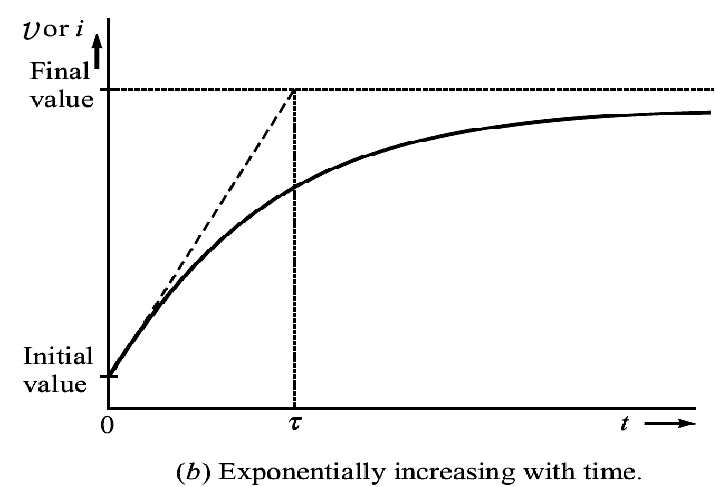 v or i
Final
value
Initial
value
0
τ
t
(b) Exponentially increasing with time.